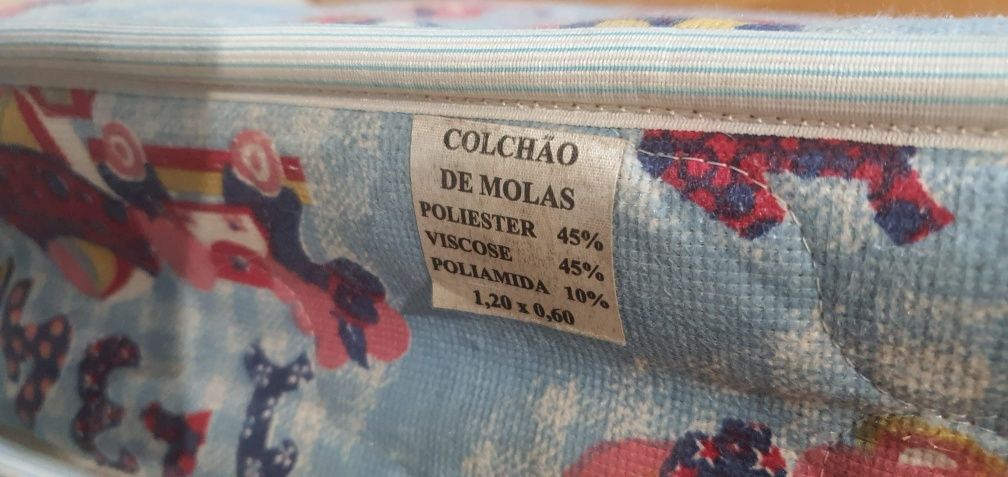 COLCHÃO
DE MOLAS
POLIESTER 45%
VISCOSE 45%
POLIAMIDA 10%
1,20 x 0,60